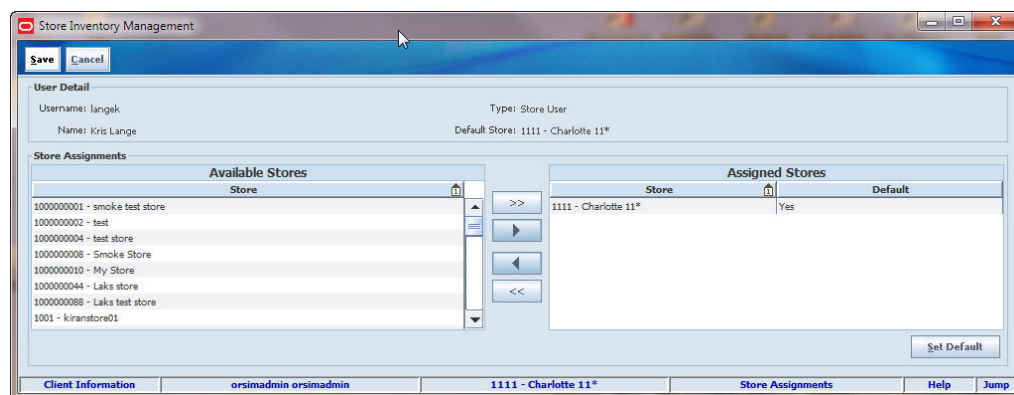 Store Inventory Management
Save Cancel
User Detail
Username: langek Type: Store User
Name: Kris Lange Default Store: 1111 - Charlotte 11*
Store Assignments
Available Stores Assigned Stores
Store 1 Store 1 Default
1000000001 - smoke test store >> 1111 - Charlotte 11* Yes
1000000002 - test
1000000004 - test store
1000000008 - Smoke Store
1000000010 - My Store
1000000044 - Laks store
<<
1000000088 - Laks test store
1001 - kiranstore01
Set Default
Client Information orsimadmin orsimadmin 1111 - Charlotte 11* Store Assignments Help Jump